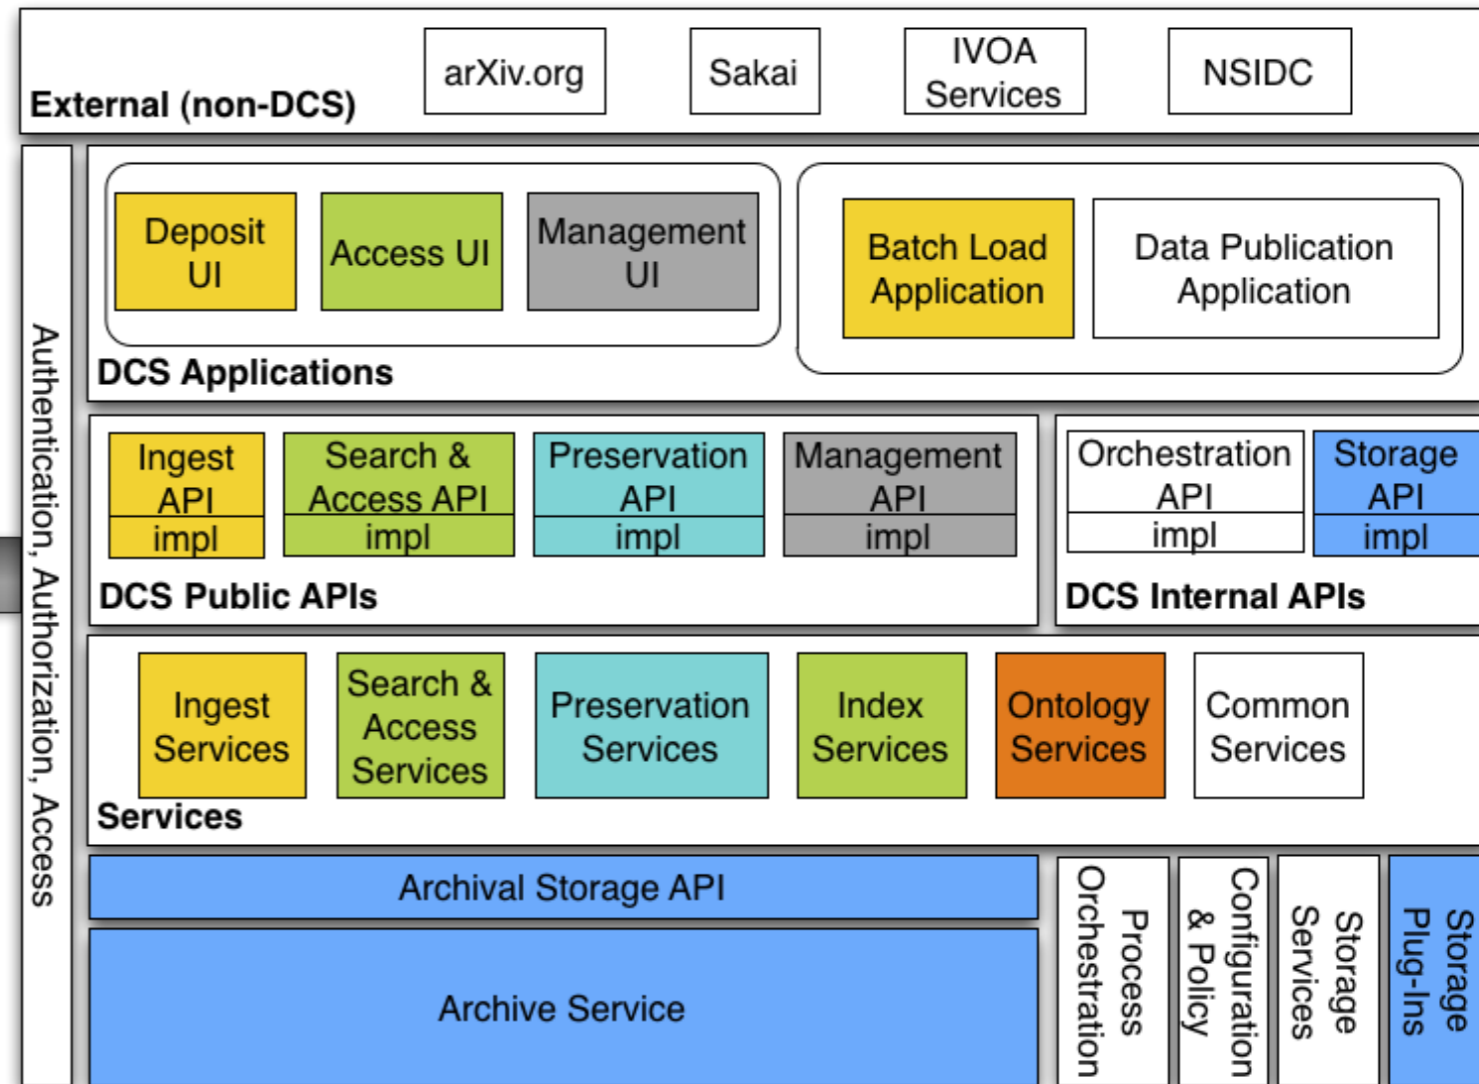 arXiv.org
Sakai
IVOA
Services
NSIDC
External (non-DCS)
Authentication, Authorization, Access
Deposit
UI
Access UI
Management
UI
Batch Load
Application
Data Publication
Application
DCS Applications
Ingest
API
impl
Search &
Access API
impl
Preservation
API
impl
Management
API
impl
DCS Public APIs
Orchestration
API
impl
Storage
API
impl
DCS Internal APIs
Ingest
Services
Search &
Access
Services
Preservation
Services
Index
Services
Ontology
Services
Common
Services
Services
Archival Storage API
Archive Service
Process
Orchestration
Configuration
& Policy
Storage
Services
Storage
Plug-Ins